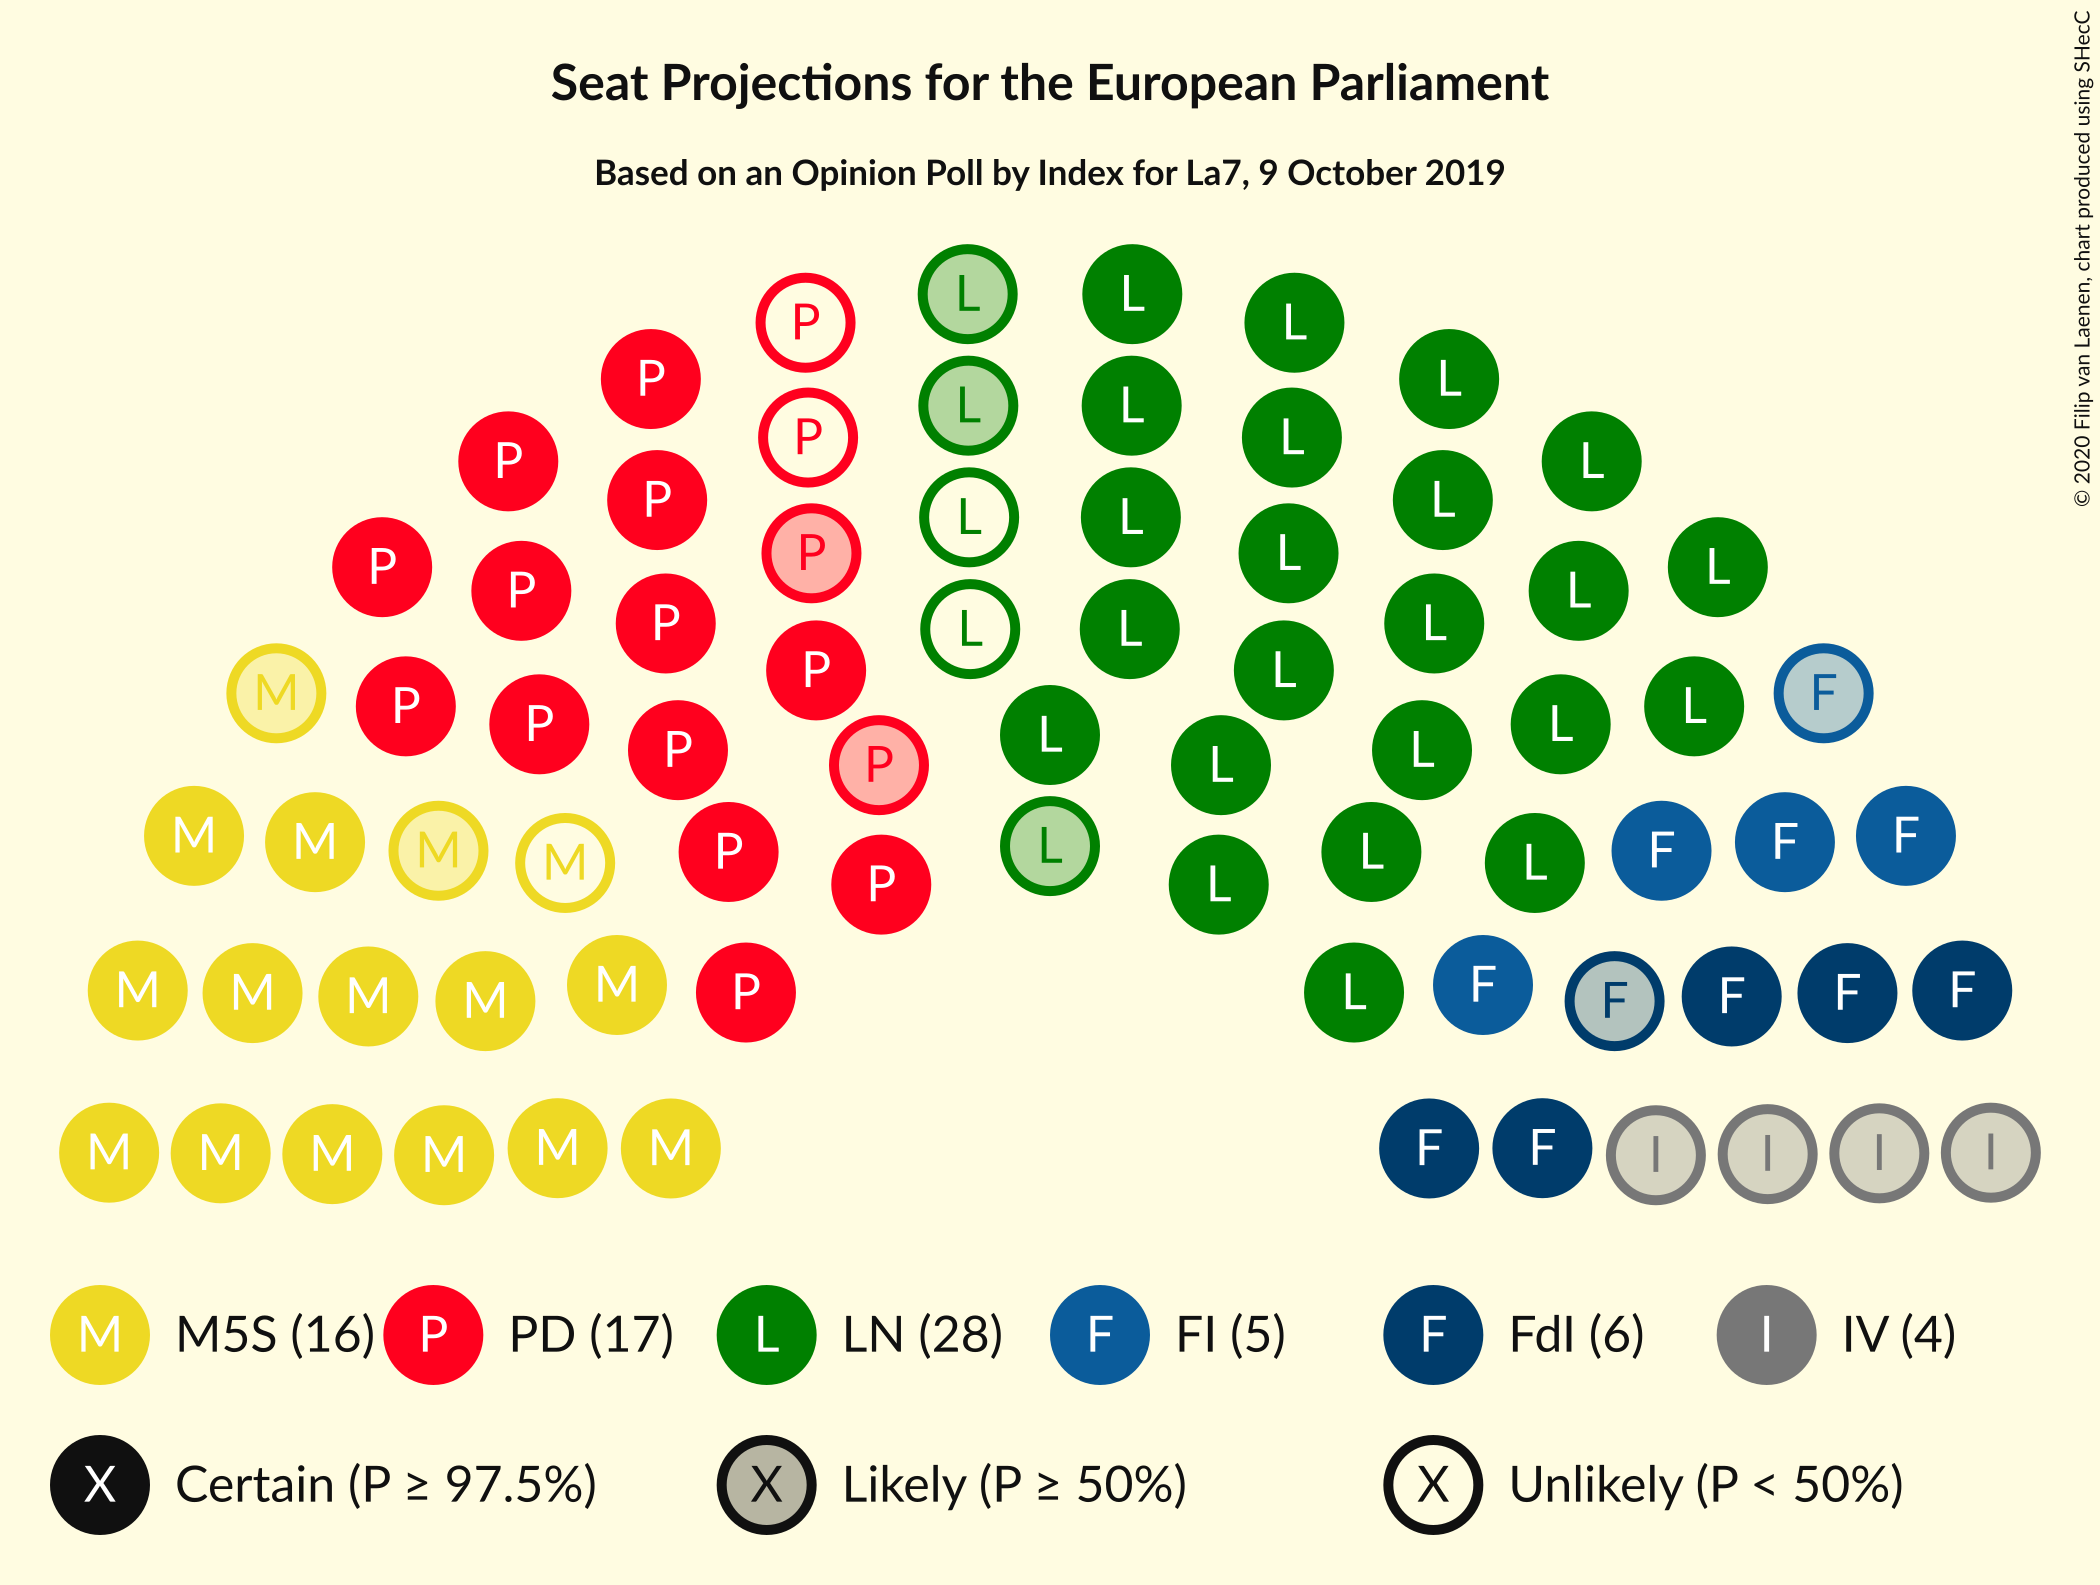 Seat Projections for the European Parliament
Based on an Opinion Poll by Index for La7, 9 October 2019
© 2020 Filip van Laenen, chart produced using SHecC
L L
P L L
P L P L
L L
P L P L
P L P L
L L
P L P L
P L P L
P L P L
L L
M P L P L F
P L P L
P L P L
L
P L
M M F F
M M P L F L
P L
M M M M M P L F F F F F
M M M M M M F F I I I I
M M5S (16) P PD (17) L LN (28) F FI (5) F FdI (6) I IV (4)
X Certain (P ≥ 97.5%) X Likely (P ≥ 50%) X Unlikely (P < 50%)